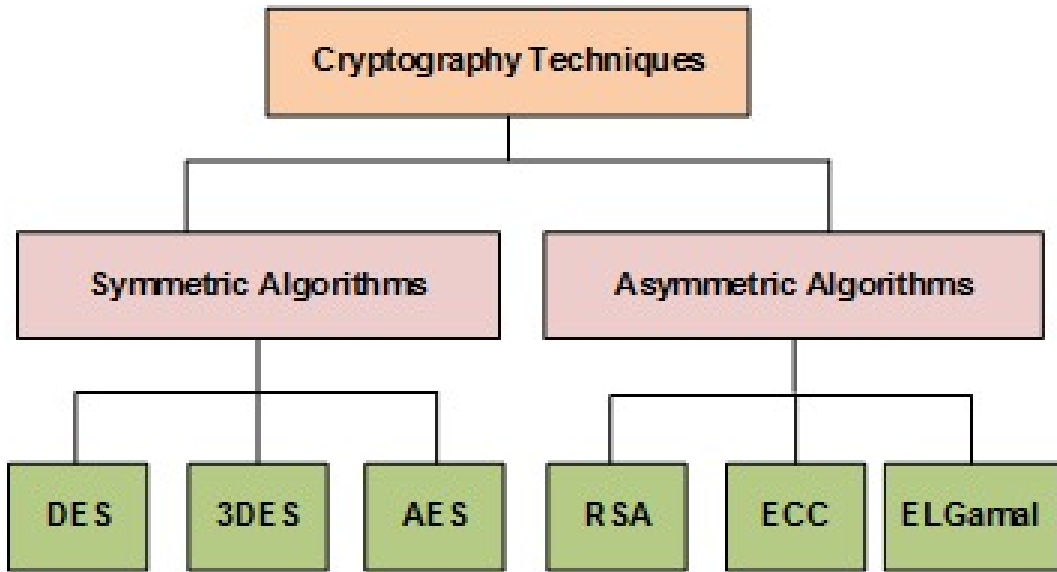 Cryptography Techniques
Symmetric Algorithms
Asymmetric Algorithms
DES
3DES
AES
RSA
ECC
ELGamal